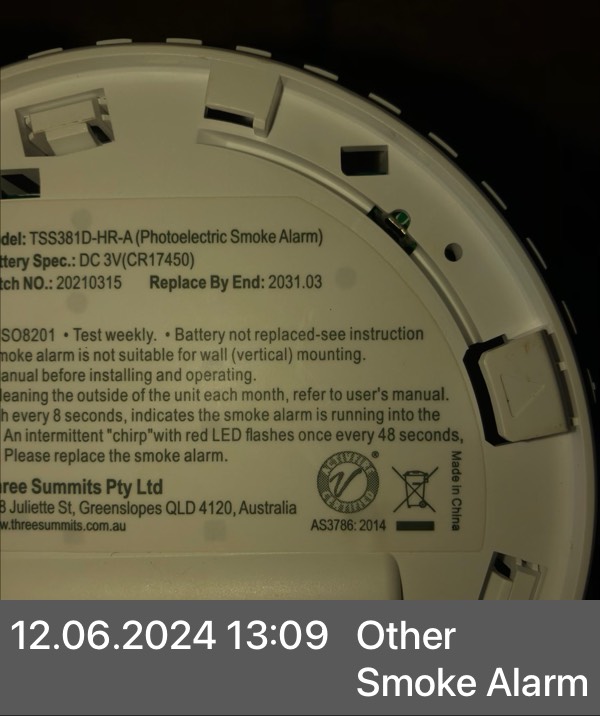 del: TSS381D-HR-A (Photoelectric Smoke Alarm)
ttery Spec.: DC 3V(CR17450)
tch NO.: 20210315 Replace By End: 2031.03
SO8201 • Test weekly. • Battery not replaced-see instruction
moke alarm is not suitable for wall (vertical) mounting.
anual before installing and operating.
leaning the outside of the unit each month, refer to user's manual.
h every 8 seconds, indicates the smoke alarm is running into the
An intermittent "chirp"with red LED flashes once every 48 seconds,
Please replace the smoke alarm.
ree Summits Pty Ltd
8 Juliette St, Greenslopes QLD 4120, Australia
w.threesummits.com.au
AS3786: 2014
Made in China
12.06.2024 13:09 Other
Smoke Alarm